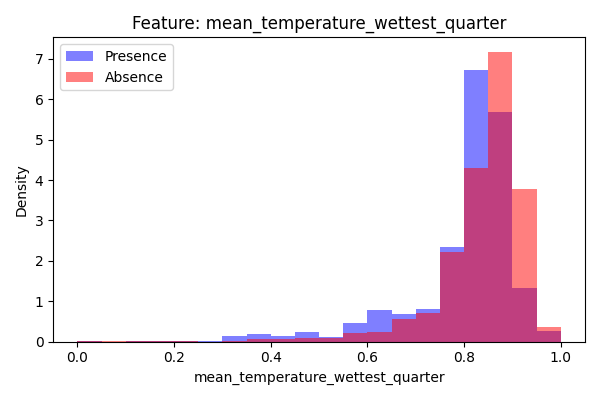 Feature: mean_temperature_wettest_quarter
Presence
Absence
Density
7
6
5
4
3
2
1
0
0.0 0.2 0.4 0.6 0.8 1.0
mean_temperature_wettest_quarter